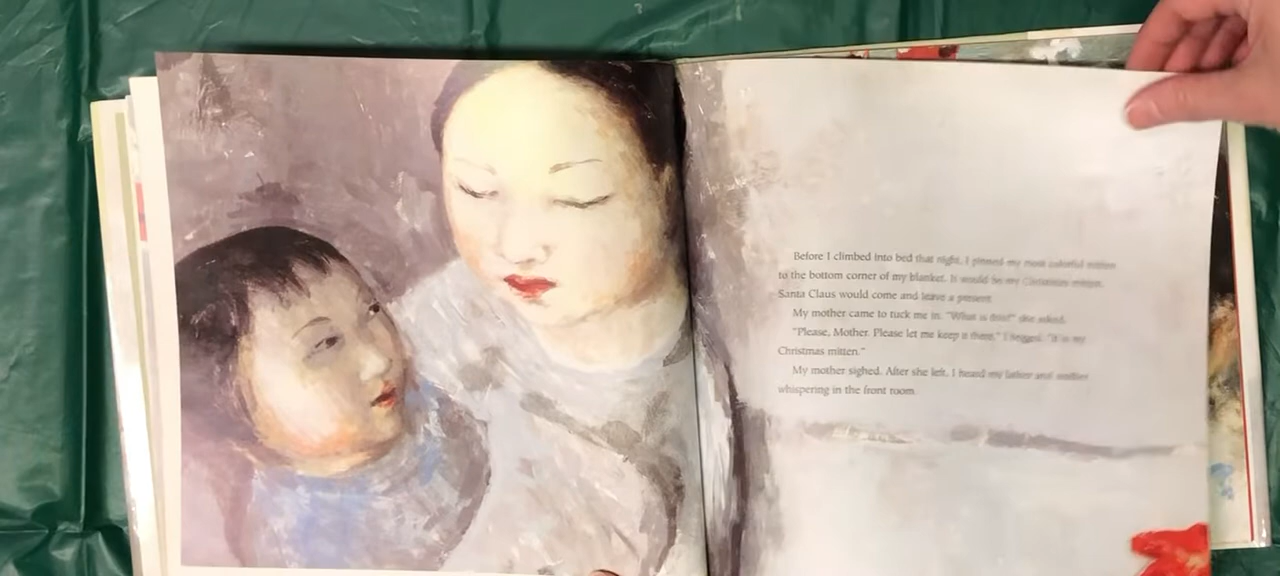 Before I climbed into bed that night, I pinned my most colorful mitten
to the bottom corner of my blanket. It would be my Christmas mitten.
Santa Claus would come and leave a present.
My mother came to tuck me in. "What is this?" she asked.
"Please, Mother. Please let me keep it there," I begged. "It is my
Christmas mitten."
My mother sighed. After she left, I heard my father and mother
whispering in the front room.